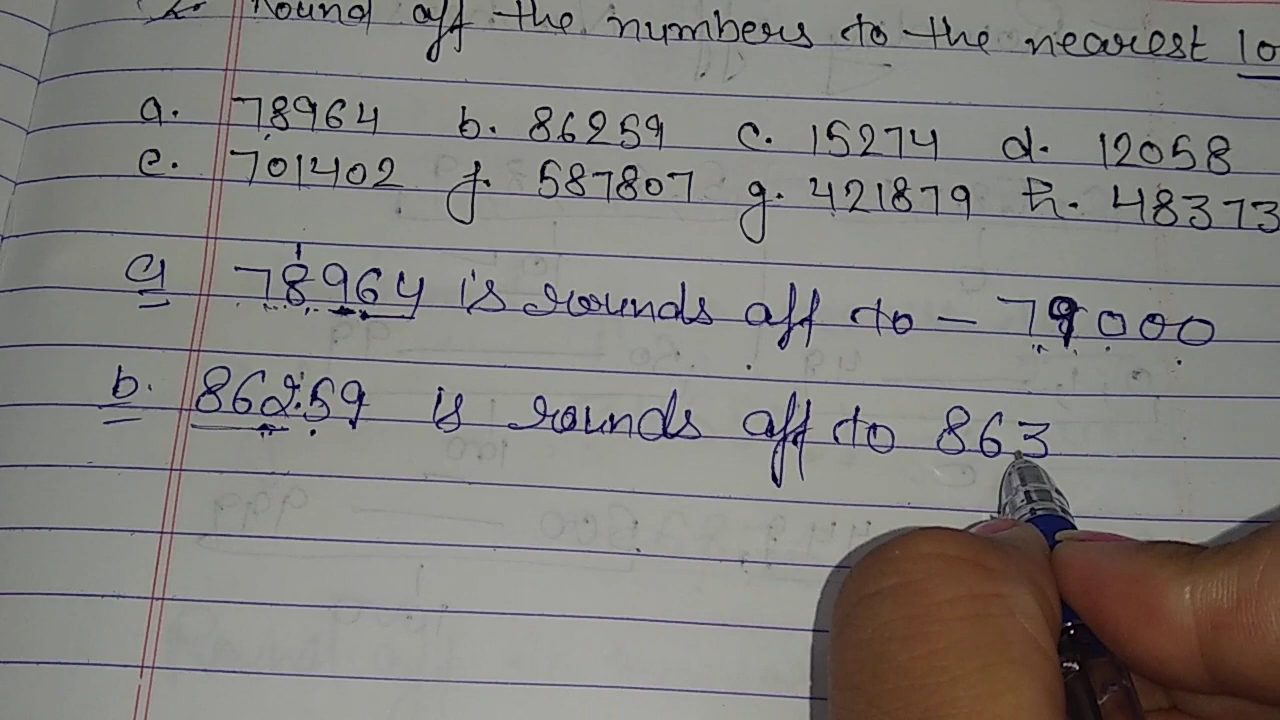 Round off the numbers to the nearest 10
a. 78964 b. 86259 c. 15274 d. 12058
e. 701402 f. 587807 g. 421879 h. 48373
a 78964 is rounds off to - 79000
b. 86259 is rounds off to 863